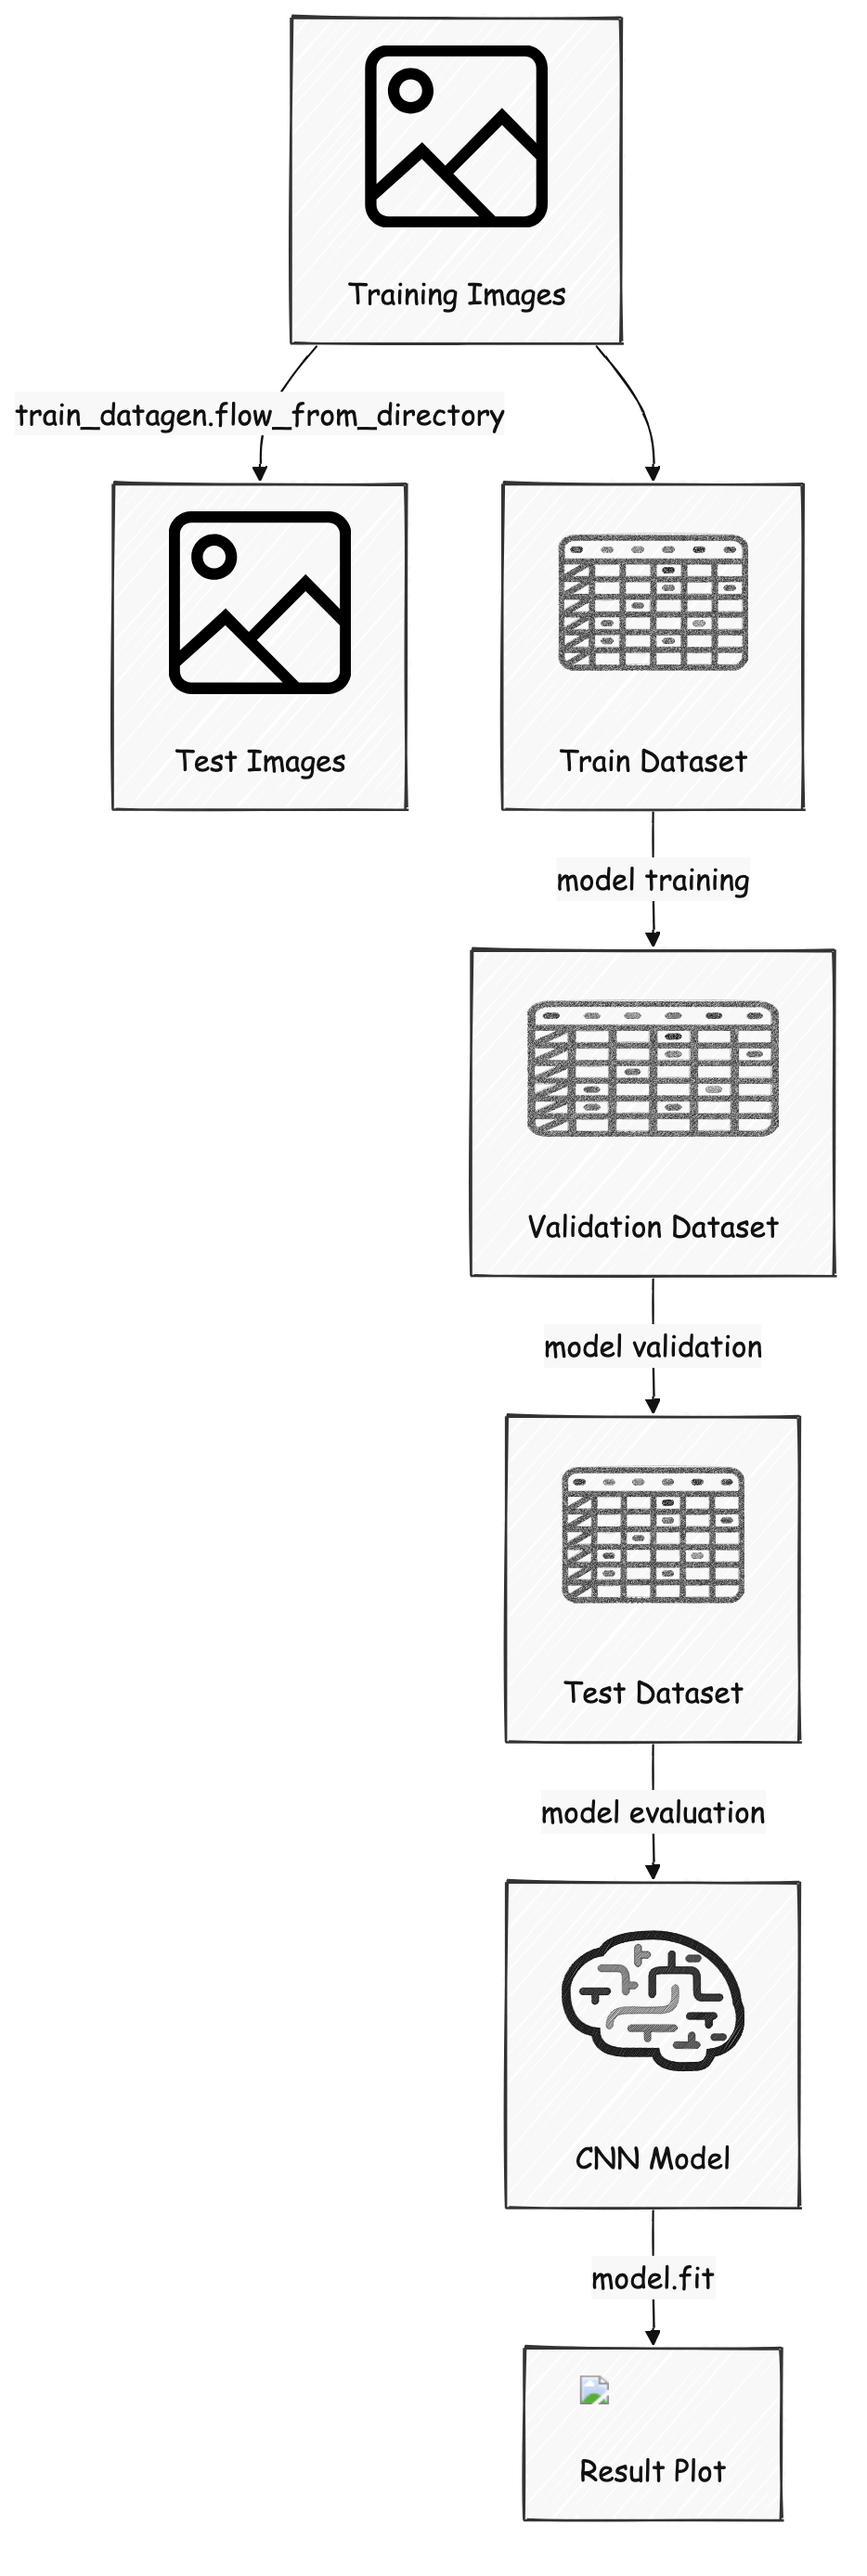 Training Images
train_datagen.flow_from_directory
Test Images
Train Dataset
model training
Validation Dataset
model validation
Test Dataset
model evaluation
CNN Model
model.fit
Result Plot